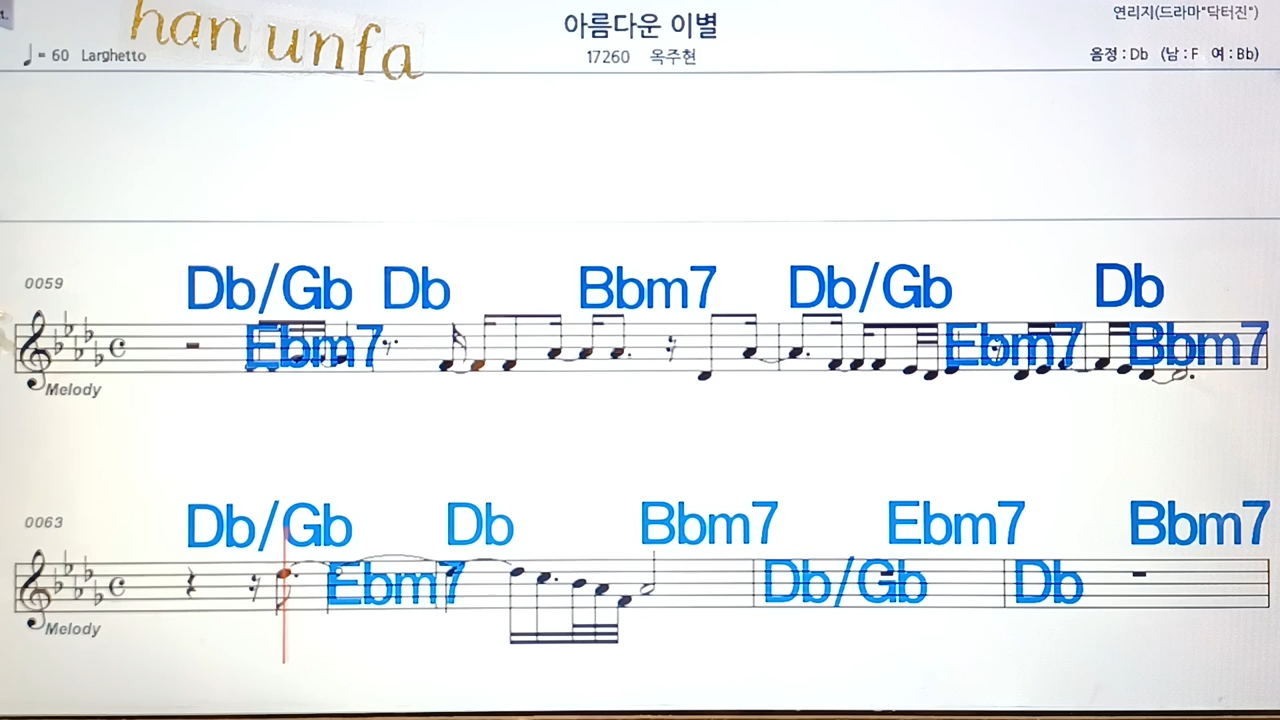 han unfa
아름다운 이별
연리지(드라마"닥터진")
♩ = 60 Larghetto
17260 옥주현
음정 : Db (남 : F 여 : Bb)
0059
Db/Gb Db Bbm7 Db/Gb Db
Ebm7 Ebm7 Bbm7
Melody
0063
Db/Gb Db Bbm7 Ebm7 Bbm7
Ebm7 Db/Gb Db
Melody